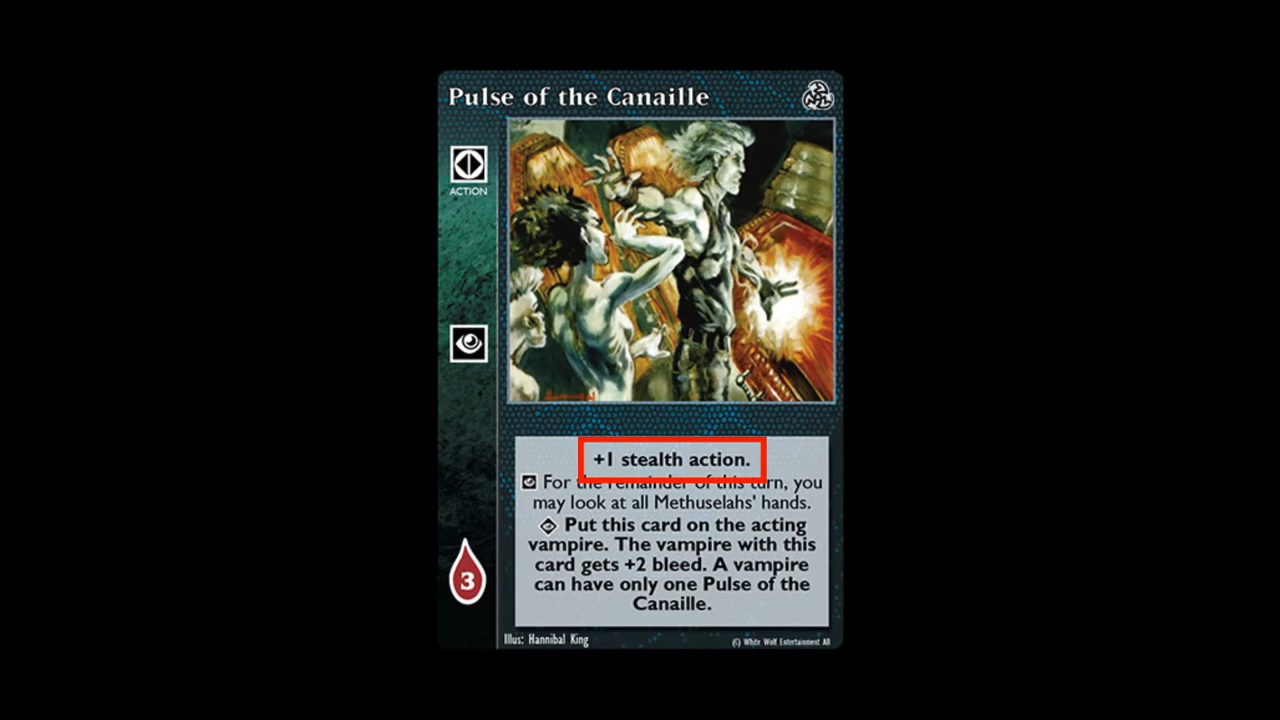 Pulse of the Canaille
ACTION
+1 stealth action.
For the remainder of this turn, you
may look at all Methuselahs' hands.
Put this card on the acting
vampire. The vampire with this
card gets +2 bleed. A vampire
can have only one Pulse of the
Canaille.
3
Illus: Hannibal King
(C) White Wolf Entertainment AB